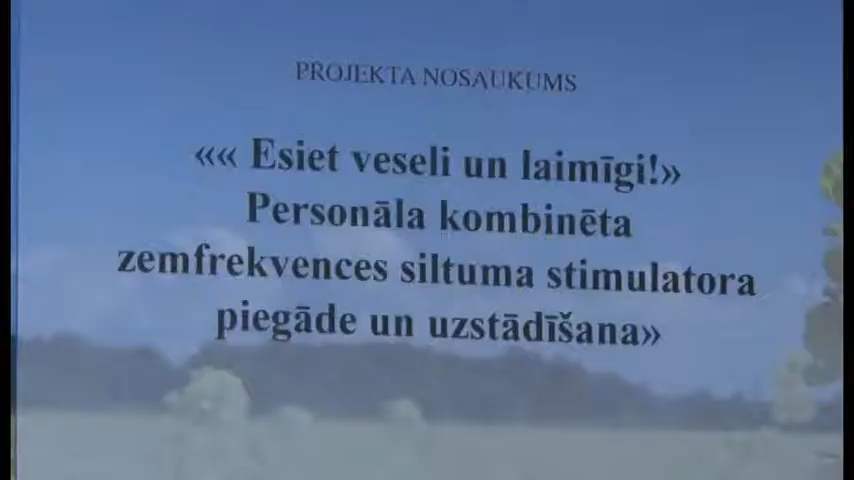 PROJEKTA NOSAUKUMS
«« Esiet veseli un laimīgi!»
Personāla kombinēta
zemfrekvences siltuma stimulatora
piegāde un uzstādīšana»